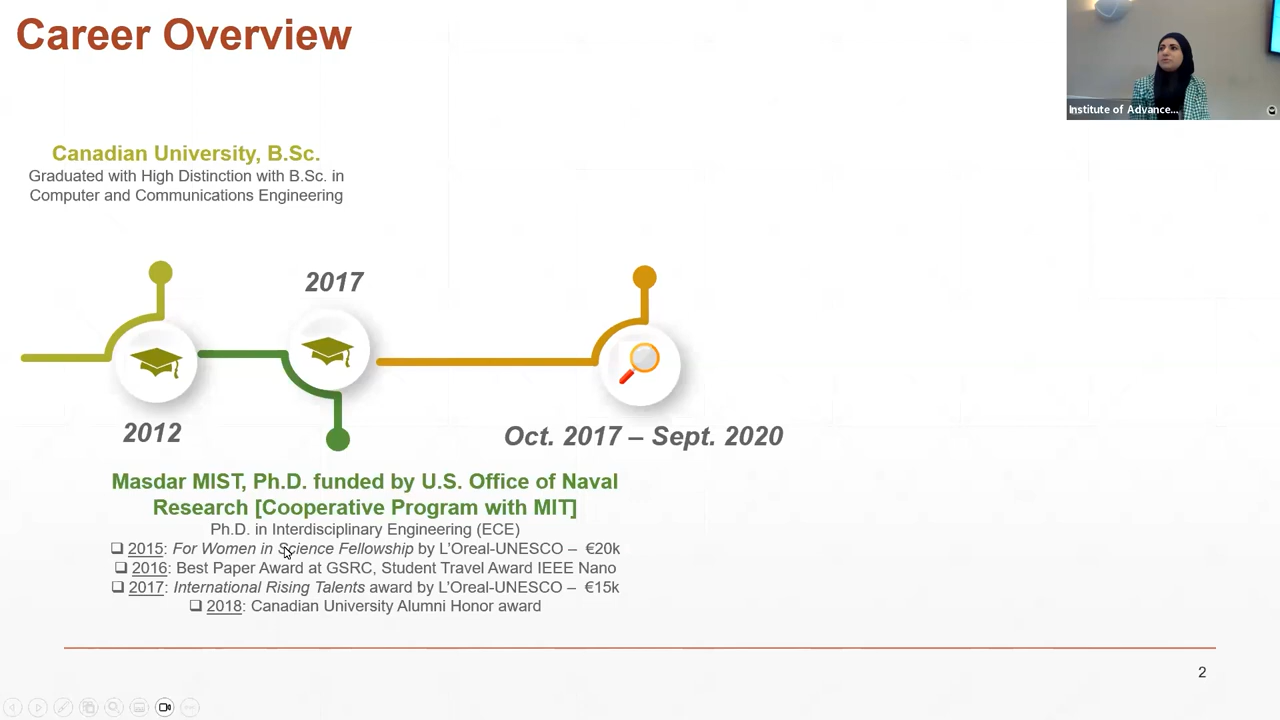 Career Overview
Institute of Advance...
Canadian University, B.Sc.
Graduated with High Distinction with B.Sc. in
Computer and Communications Engineering
2017
2012
Oct. 2017 – Sept. 2020
Masdar MIST, Ph.D. funded by U.S. Office of Naval
Research [Cooperative Program with MIT]
Ph.D. in Interdisciplinary Engineering (ECE)
❑ 2015: For Women in Science Fellowship by L’Oreal-UNESCO – €20k
❑ 2016: Best Paper Award at GSRC, Student Travel Award IEEE Nano
❑ 2017: International Rising Talents award by L’Oreal-UNESCO – €15k
❑ 2018: Canadian University Alumni Honor award
2